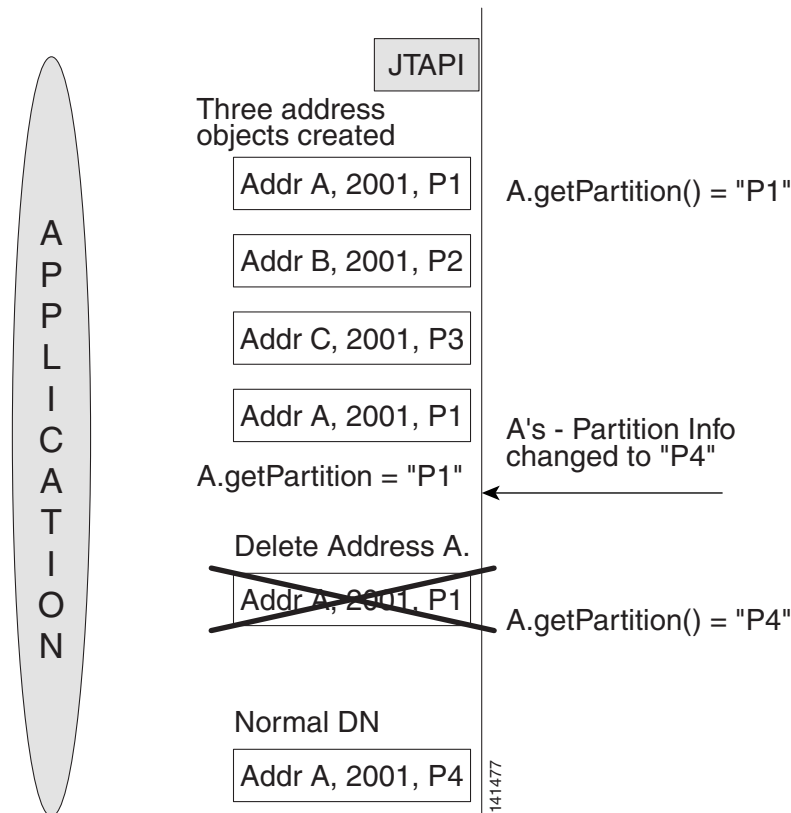 JTAPI
Three address
objects created
Addr A, 2001, P1
A.getPartition() = "P1"
Addr B, 2001, P2
Addr C, 2001, P3
Addr A, 2001, P1
A's - Partition Info
changed to "P4"
A.getPartition = "P1"
Delete Address A.
Addr A, 2001, P1
A.getPartition() = "P4"
Normal DN
Addr A, 2001, P4
141477
APPLICATION